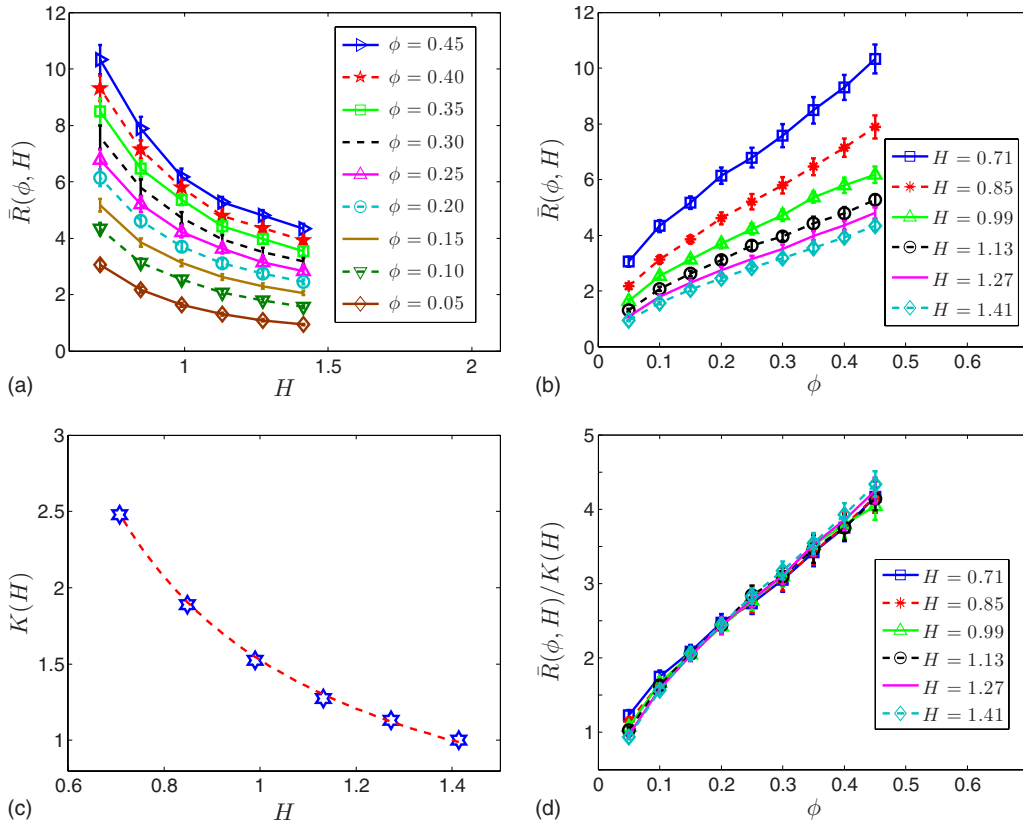 12
10
8
6
4
2
0
R̄(ϕ, H)
1
1.5
2
H
ϕ = 0.45
ϕ = 0.40
ϕ = 0.35
ϕ = 0.30
ϕ = 0.25
ϕ = 0.20
ϕ = 0.15
ϕ = 0.10
ϕ = 0.05
(a)
12
10
8
6
4
2
0
R̄(ϕ, H)
0
0.1
0.2
0.3
0.4
0.5
0.6
ϕ
H = 0.71
H = 0.85
H = 0.99
H = 1.13
H = 1.27
H = 1.41
(b)
3
2.5
2
1.5
1
K(H)
0.6
0.8
1
1.2
1.4
H
(c)
5
4
3
2
1
R̄(ϕ, H)/K(H)
0
0.1
0.2
0.3
0.4
0.5
0.6
ϕ
H = 0.71
H = 0.85
H = 0.99
H = 1.13
H = 1.27
H = 1.41
(d)